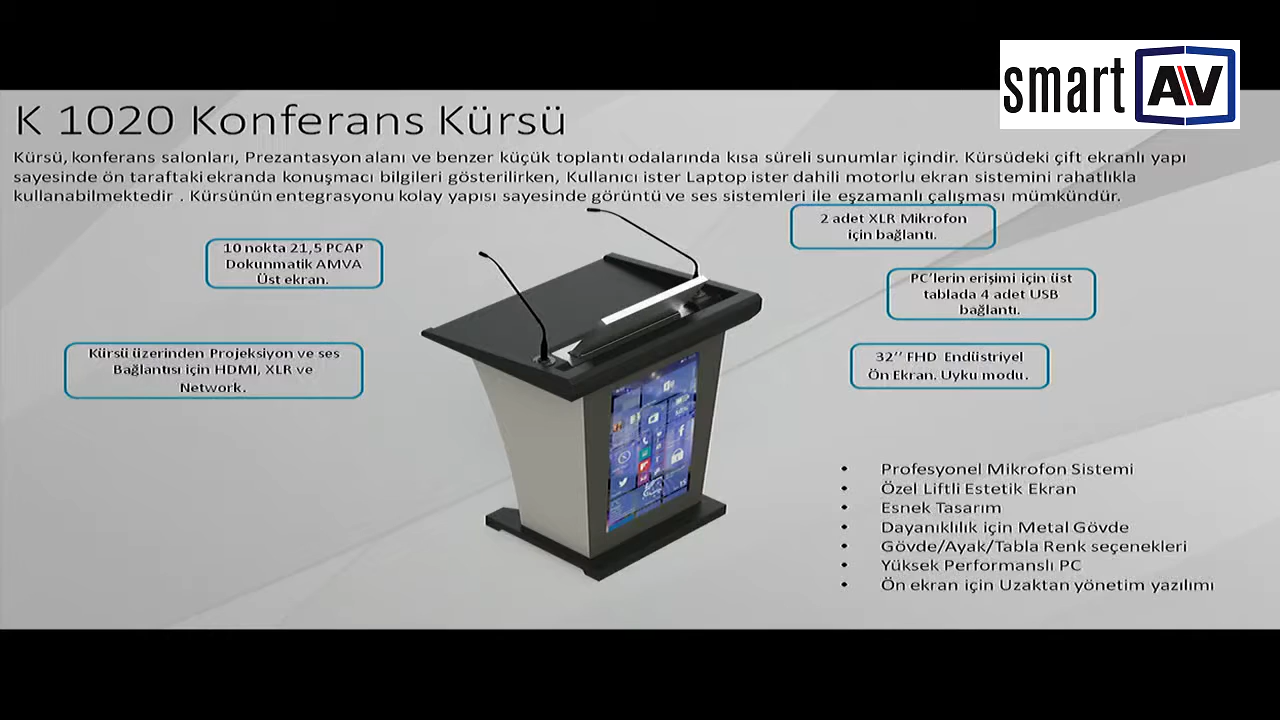 smart AV
K 1020 Konferans Kürsü
Kürsü, konferans salonları, Prezantasyon alanı ve benzer küçük toplantı odalarında kısa süreli sunumlar içindir. Kürsüdeki çift ekranlı yapı
sayesinde ön taraftaki ekranda konuşmacı bilgileri gösterilirken, Kullanıcı ister Laptop ister dahili motorlu ekran sistemini rahatlıkla
kullanabilmektedir . Kürsünün entegrasyonu kolay yapısı sayesinde görüntü ve ses sistemleri ile eşzamanlı çalışması mümkündür.
2 adet XLR Mikrofon
için bağlantı.
10 nokta 21,5 PCAP
Dokunmatik AMVA
Üst ekran.
PC'lerin erişimi için üst
tablada 4 adet USB
bağlantı.
Kürsü üzerinden Projeksiyon ve ses
Bağlantısı için HDMI, XLR ve
Network.
32’’ FHD Endüstriyel
Ön Ekran. Uyku modu.
• Profesyonel Mikrofon Sistemi
• Özel Liftli Estetik Ekran
• Esnek Tasarım
• Dayanıklılık için Metal Gövde
• Gövde/Ayak/Tabla Renk seçenekleri
• Yüksek Performanslı PC
• Ön ekran için Uzaktan yönetim yazılımı